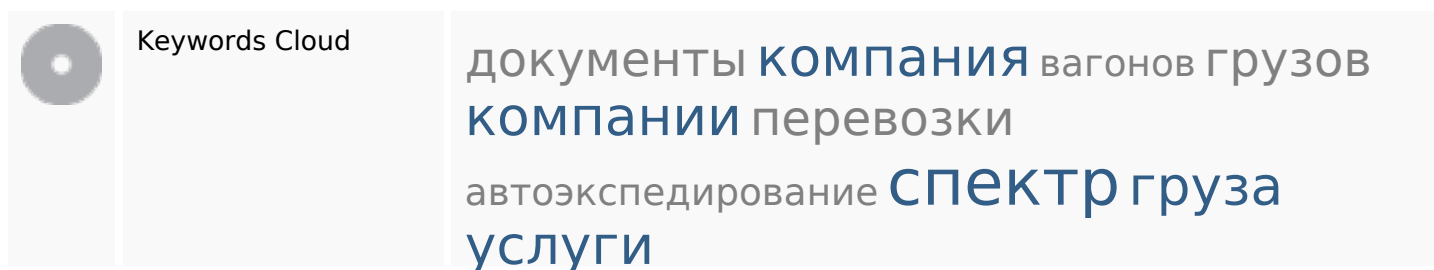 Keywords Cloud
документы компания вагонов грузов
компании перевозки
автоэкспедирование спектр груза
услуги